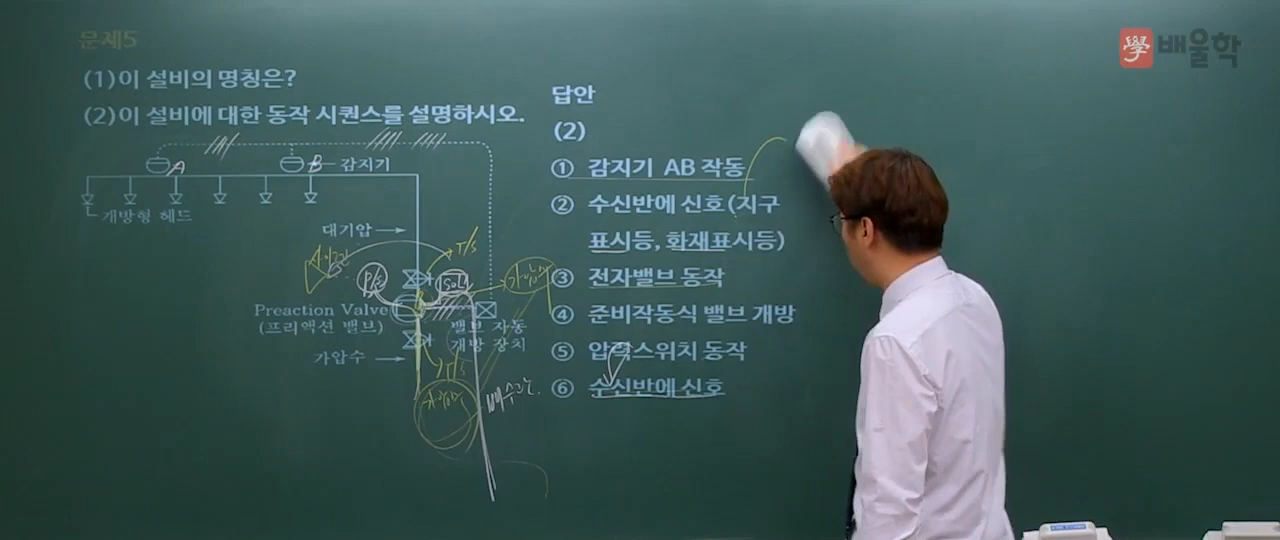 문제5
學 배울학
(1) 이 설비의 명칭은?
(2) 이 설비에 대한 동작 시퀀스를 설명하시오.
A
B
감지기
개방형 헤드
대기압
T/S
P/S
SOL
Preaction Valve
(프리액션 밸브)
밸브 자동
개방 장치
가압수
T/S
배수관
답안
(2)
① 감지기 AB 작동
② 수신반에 신호(지구
표시등, 화재표시등)
③ 전자밸브 동작
④ 준비작동식 밸브 개방
⑤ 압력스위치 동작
⑥ 수신반에 신호